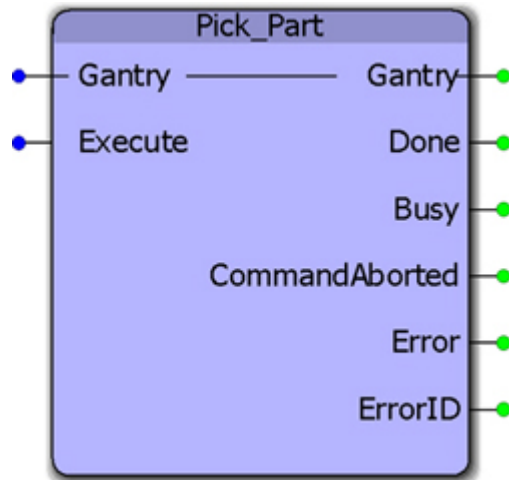 Pick_Part
Gantry Gantry
Execute Done
Busy
CommandAborted
Error
ErrorID